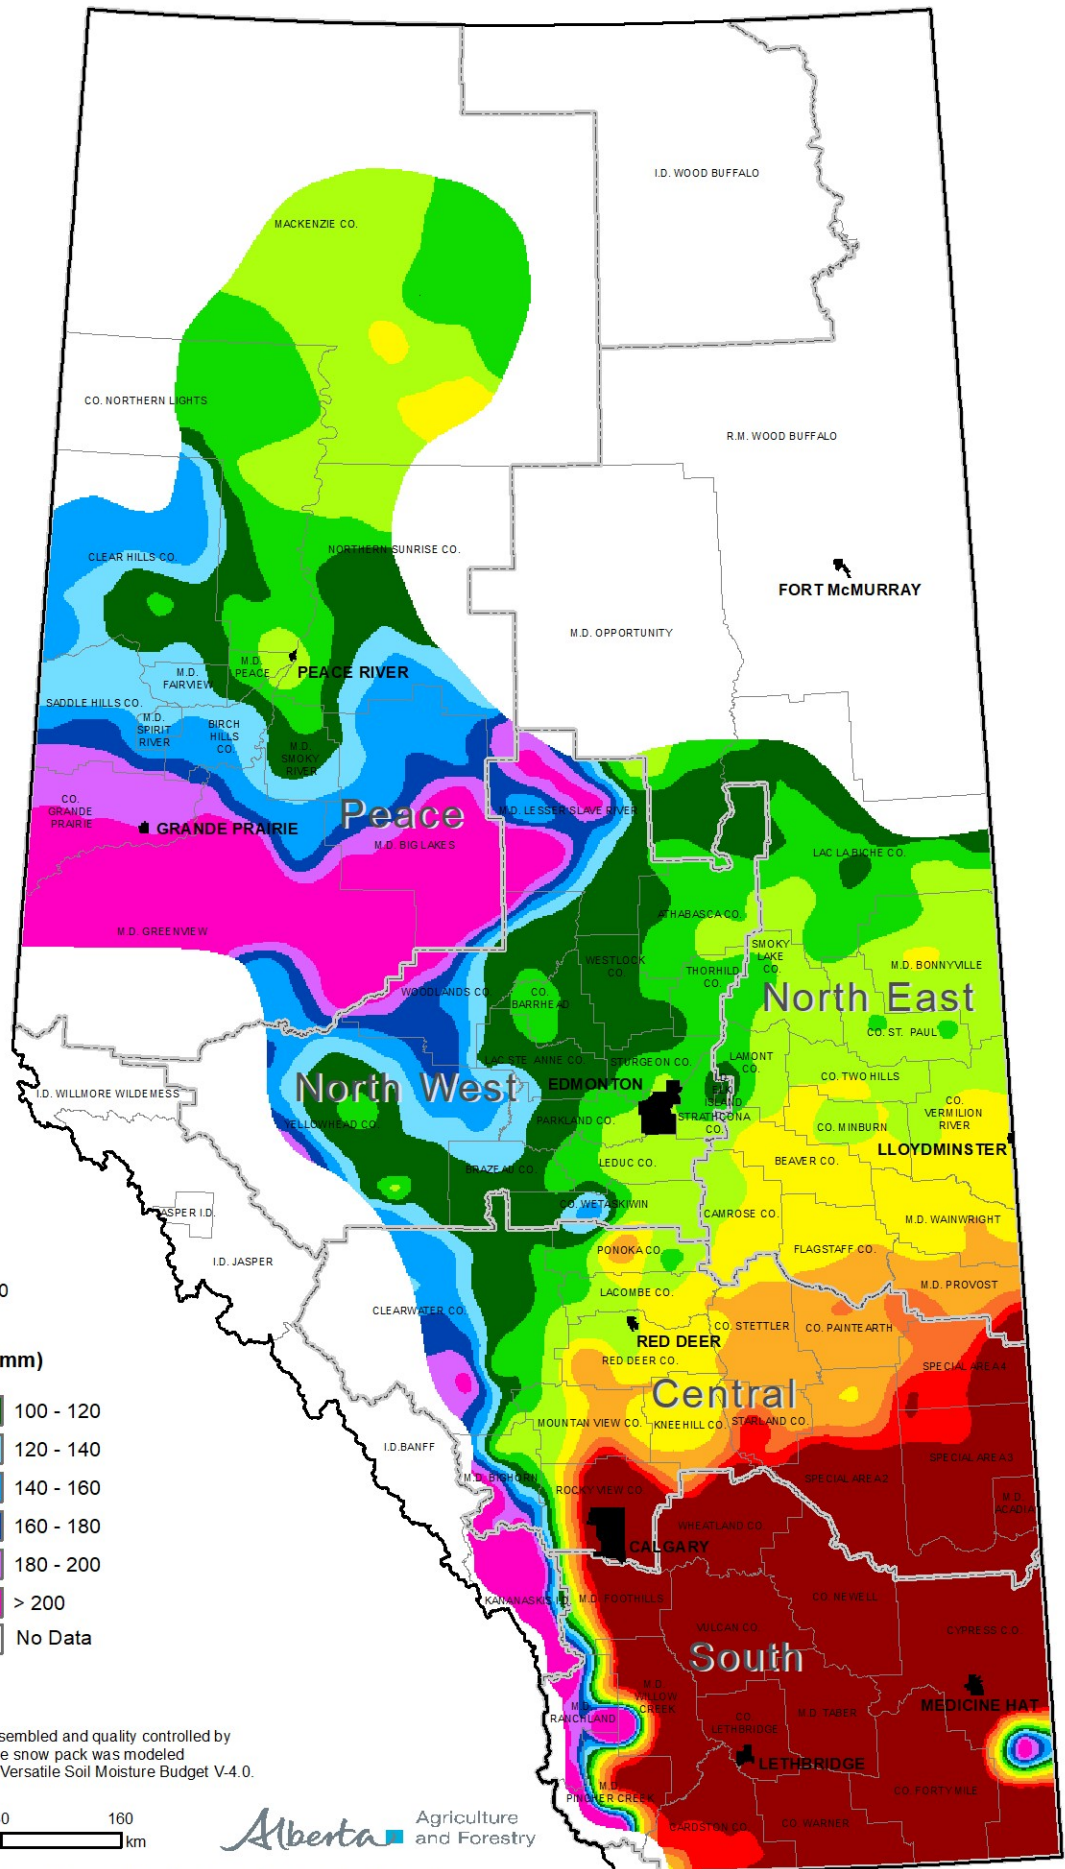 I.D. WOOD BUFFALO
MACKENZIE CO.
CO. NORTHERN LIGHTS
R.M. WOOD BUFFALO
CLEAR HILLS CO.
NORTHERN SUNRISE CO.
FORT McMURRAY
M.D. OPPORTUNITY
M.D.
PEACE
PEACE RIVER
M.D.
FAIRVIEW
SADDLE HILLS CO.
M.D.
SPIRIT
RIVER
BIRCH
HILLS
CO.
M.D.
SMOKY
RIVER
CO.
GRANDE
PRAIRIE
GRANDE PRAIRIE
Peace
M.D. LESSER SLAVE RIVER
M.D. BIG LAKES
LAC LA BICHE CO.
M.D. GREENVIEW
ATHABASCA CO.
WESTLOCK
CO.
THORHILD
CO.
SMOKY
LAKE
CO.
M.D. BONNYVILLE
North East
WOODLANDS CO.
CO.
BARRHEAD
CO. ST. PAUL
LAC STE. ANNE CO.
STURGEON CO.
LAMONT
CO.
CO. TWO HILLS
North West
EDMONTON
ELK
ISLAND
I.D. WILLMORE WILDERNESS
YELLOWHEAD CO.
PARKLAND CO.
STRATHCONA
CO.
CO. MINBURN
CO.
VERMILION
RIVER
LLOYDMINSTER
BRAZEAU CO.
LEDUC CO.
BEAVER CO.
CO. WETASKIWIN
CAMROSE CO.
M.D. WAINWRIGHT
JASPER I.D.
I.D. JASPER
PONOKA CO.
FLAGSTAFF CO.
LACOMBE CO.
M.D. PROVOST
CLEARWATER CO.
RED DEER
CO. STETTLER
CO. PAINTEARTH
RED DEER CO.
SPECIAL AREA 4
Central
MOUNTAN VIEW CO.
KNEEHILL CO.
STARLAND CO.
I.D. BANFF
M.D. BIGHORN
SPECIAL AREA 3
SPECIAL AREA 2
ROCKY VIEW CO.
M.D.
ACADIA
WHEATLAND CO.
CALGARY
KANANASKIS I.D.
M.D. FOOTHILLS
CO. NEWELL
VULCAN CO.
CYPRESS CO.
South
M.D.
WILLOW
CREEK
M.D.
RANCHLAND
MEDICINE HAT
CO.
LETHBRIDGE
M.D. TABER
LETHBRIDGE
M.D.
PINCHER CREEK
CO. FORTY MILE
CARDSTON CO.
CO. WARNER
0
mm)
100 - 120
120 - 140
140 - 160
160 - 180
180 - 200
> 200
No Data
sembled and quality controlled by
e snow pack was modeled
Versatile Soil Moisture Budget V-4.0.
0 160
km
Alberta Agriculture
and Forestry